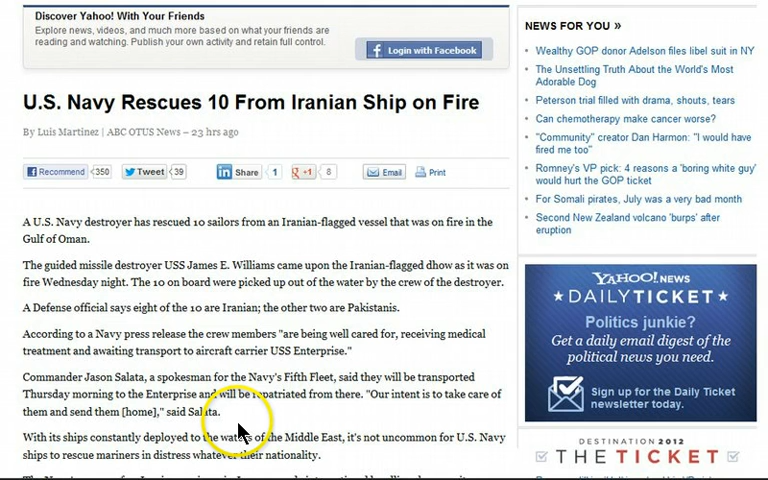 Discover Yahoo! With Your Friends
Explore news, videos, and much more based on what your friends are
reading and watching. Publish your own activity and retain full control.
Login with Facebook
U.S. Navy Rescues 10 From Iranian Ship on Fire
By Luis Martinez | ABC OTUS News – 23 hrs ago
Recommend 350 Tweet 39 Share 1 +1 8 Email Print
A U.S. Navy destroyer has rescued 10 sailors from an Iranian-flagged vessel that was on fire in the
Gulf of Oman.
The guided missile destroyer USS James E. Williams came upon the Iranian-flagged dhow as it was on
fire Wednesday night. The 10 on board were picked up out of the water by the crew of the destroyer.
A Defense official says eight of the 10 are Iranian; the other two are Pakistanis.
According to a Navy press release the crew members "are being well cared for, receiving medical
treatment and awaiting transport to aircraft carrier USS Enterprise."
Commander Jason Salata, a spokesman for the Navy's Fifth Fleet, said they will be transported
Thursday morning to the Enterprise and will be repatriated from there. "Our intent is to take care of
them and send them [home]," said Salata.
With its ships constantly deployed to the waters of the Middle East, it's not uncommon for U.S. Navy
ships to rescue mariners in distress whatever their nationality.
NEWS FOR YOU »
Wealthy GOP donor Adelson files libel suit in NY
The Unsettling Truth About the World's Most
Adorable Dog
Peterson trial filled with drama, shouts, tears
Can chemotherapy make cancer worse?
"Community" creator Dan Harmon: "I would have
fired me too"
Romney's VP pick: 4 reasons a 'boring white guy'
would hurt the GOP ticket
For Somali pirates, July was a very bad month
Second New Zealand volcano 'burps' after
eruption
YAHOO! NEWS
DAILYTICKET
Politics junkie?
Get a daily email digest of the
political news you need.
Sign up for the Daily Ticket
newsletter today.
DESTINATION 2012
THE TICKET